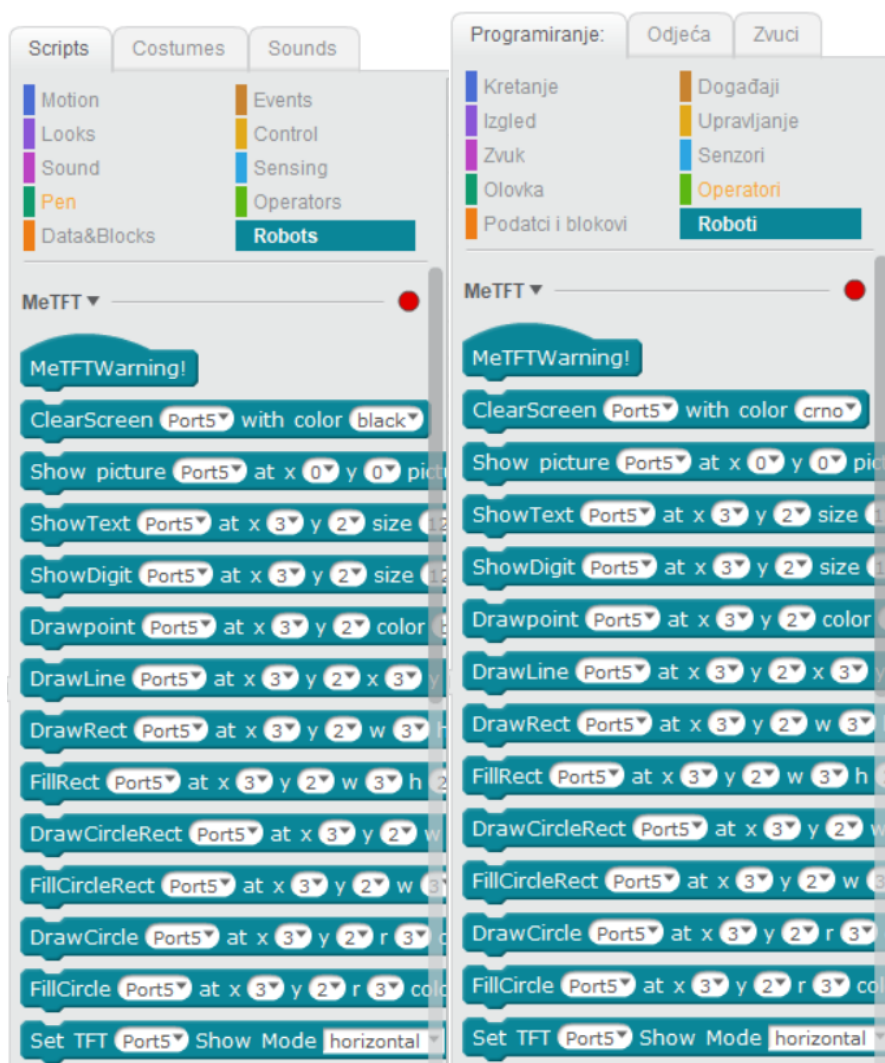 Scripts Costumes Sounds
Motion Events
Looks Control
Sound Sensing
Pen Operators
Data&Blocks Robots
MeTFT
MeTFTWarning!
ClearScreen Port5 with color black
Show picture Port5 at x 0 y 0
ShowText Port5 at x 3 y 2 size 12
ShowDigit Port5 at x 3 y 2 size 12
Drawpoint Port5 at x 3 y 2 color
DrawLine Port5 at x 3 y 2 x 3 y
DrawRect Port5 at x 3 y 2 w 3 h
FillRect Port5 at x 3 y 2 w 3 h 2
DrawCircleRect Port5 at x 3 y 2 w
FillCircleRect Port5 at x 3 y 2 w 3
DrawCircle Port5 at x 3 y 2 r 3
FillCircle Port5 at x 3 y 2 r 3
Set TFT Port5 Show Mode horizontal
Programiranje: Odjeća Zvuci
Kretanje Događaji
Izgled Upravljanje
Zvuk Senzori
Olovka Operatori
Podatci i blokovi Roboti
MeTFT
MeTFTWarning!
ClearScreen Port5 with color crno
Show picture Port5 at x 0 y 0
ShowText Port5 at x 3 y 2 size
ShowDigit Port5 at x 3 y 2 size
Drawpoint Port5 at x 3 y 2 color
DrawLine Port5 at x 3 y 2 x 3 y
DrawRect Port5 at x 3 y 2 w 3
FillRect Port5 at x 3 y 2 w 3 h
DrawCircleRect Port5 at x 3 y 2 w
FillCircleRect Port5 at x 3 y 2 w
DrawCircle Port5 at x 3 y 2 r 3
FillCircle Port5 at x 3 y 2 r 3
Set TFT Port5 Show Mode horizontal